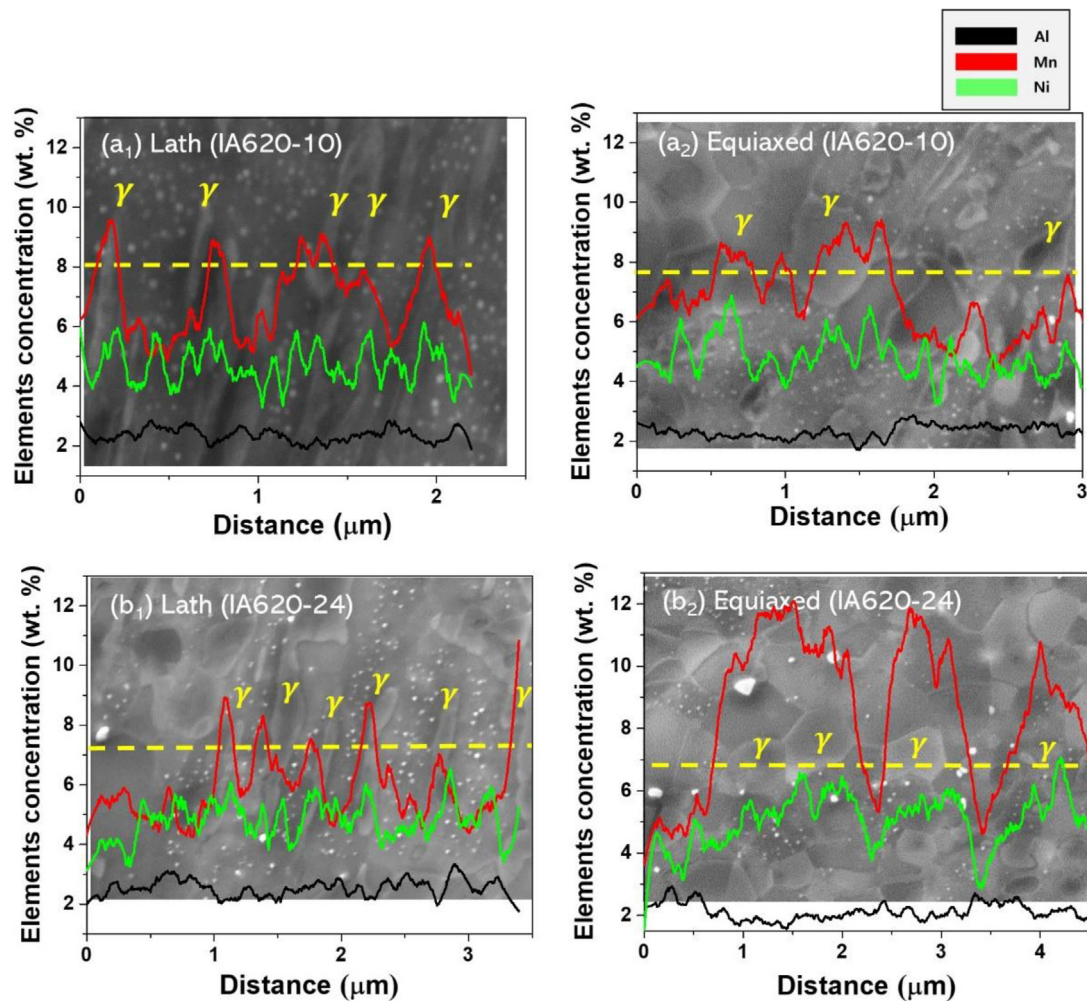 Al
Mn
Ni
(a₁) Lath (IA620-10)
γ γ γ γ γ
Elements concentration (wt. %)
12
10
8
6
4
2
0 1 2
Distance (μm)
(a₂) Equiaxed (IA620-10)
γ γ γ
Elements concentration (wt. %)
12
10
8
6
4
2
0 1 2 3
Distance (μm)
(b₁) Lath (IA620-24)
γ γ γ γ γ γ
Elements concentration (wt. %)
12
10
8
6
4
2
0 1 2 3
Distance (μm)
(b₂) Equiaxed (IA620-24)
γ γ γ γ
Elements concentration (wt. %)
12
10
8
6
4
2
0 1 2 3 4
Distance (μm)